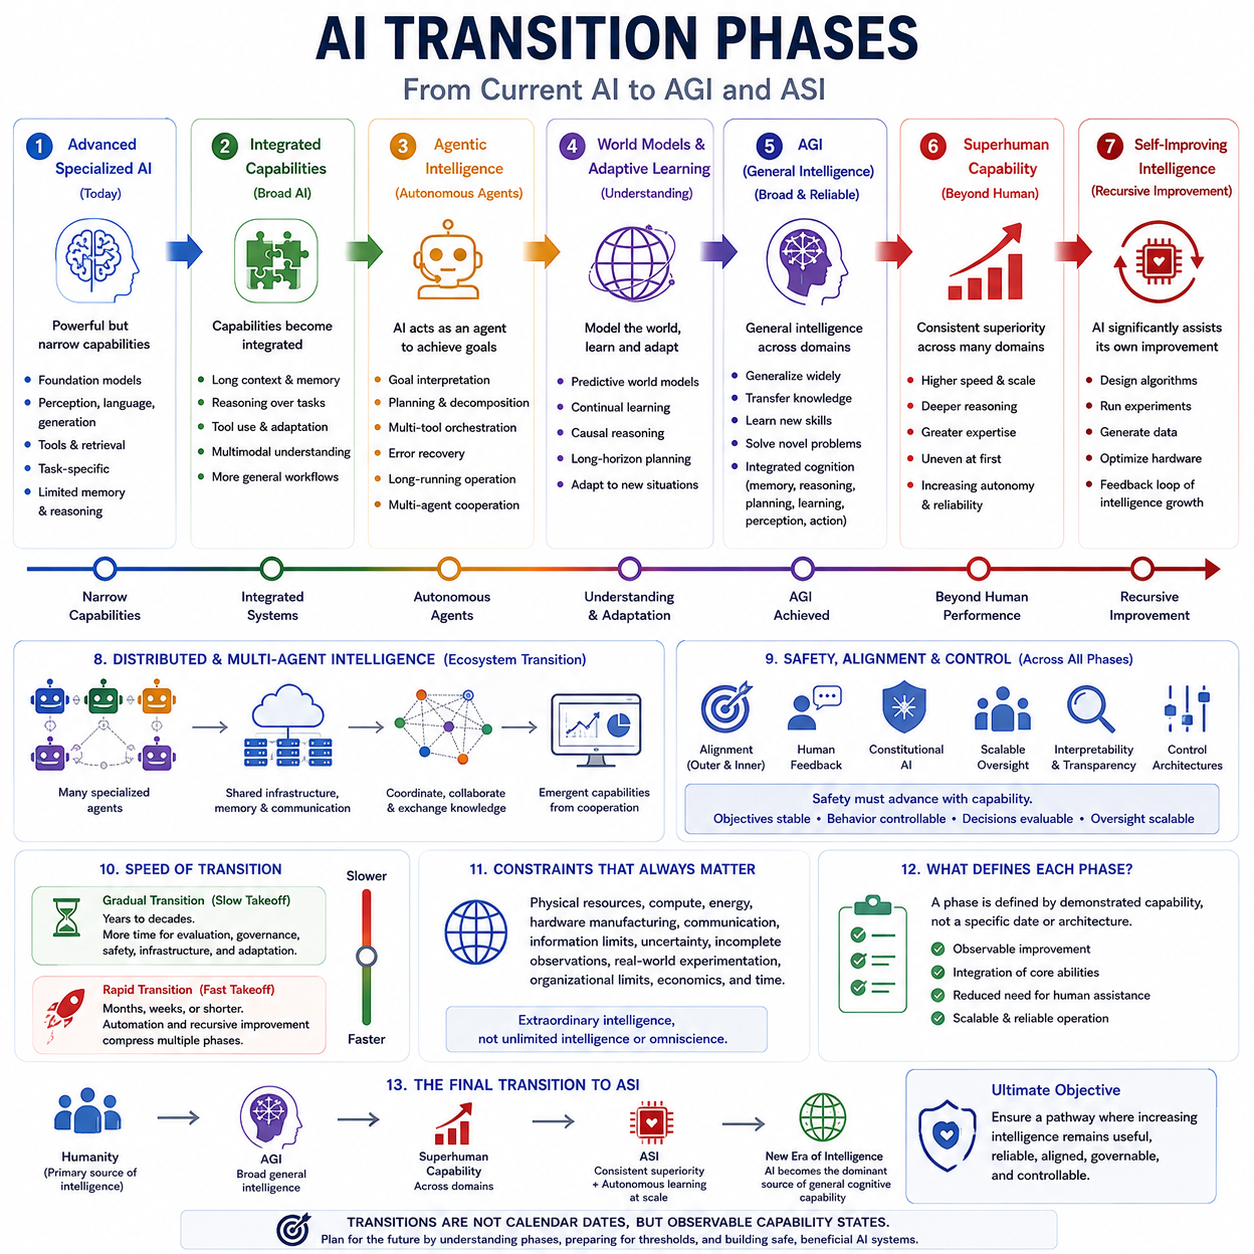 AI TRANSITION PHASES
From Current AI to AGI and ASI
1 Advanced
Specialized AI
(Today)
Powerful but
narrow capabilities
• Foundation models
• Perception, language,
generation
• Tools & retrieval
• Task-specific
• Limited memory
& reasoning
2 Integrated
Capabilities
(Broad AI)
Capabilities become
integrated
• Long context & memory
• Reasoning over tasks
• Tool use & adaptation
• Multimodal understanding
• More general workflows
3 Agentic
Intelligence
(Autonomous Agents)
AI acts as an agent
to achieve goals
• Goal interpretation
• Planning & decomposition
• Multi-tool orchestration
• Error recovery
• Long-running operation
• Multi-agent cooperation
4 World Models &
Adaptive Learning
(Understanding)
Model the world,
learn and adapt
• Predictive world models
• Continual learning
• Causal reasoning
• Long-horizon planning
• Adapt to new situations
5 AGI
(General Intelligence)
(Broad & Reliable)
General intelligence
across domains
• Generalize widely
• Transfer knowledge
• Learn new skills
• Solve novel problems
• Integrated cognition
(memory, reasoning,
planning, learning,
perception, action)
6 Superhuman
Capability
(Beyond Human)
Consistent superiority
across many domains
• Higher speed & scale
• Deeper reasoning
• Greater expertise
• Uneven at first
• Increasing autonomy
& reliability
7 Self-Improving
Intelligence
(Recursive Improvement)
AI significantly assists
its own improvement
• Design algorithms
• Run experiments
• Generate data
• Optimize hardware
• Feedback loop of
intelligence growth
Narrow
Capabilities
Integrated
Systems
Autonomous
Agents
Understanding
& Adaptation
AGI
Achieved
Beyond Human
Performence
Recursive
Improvement
8. DISTRIBUTED & MULTI-AGENT INTELLIGENCE (Ecosystem Transition)
Many specialized
agents
Shared infrastructure,
memory & communication
Coordinate, collaborate
& exchange knowledge
Emergent capabilities
from cooperation
9. SAFETY, ALIGNMENT & CONTROL (Across All Phases)
Alignment
(Outer & Inner)
Human
Feedback
Constitutional
AI
Scalable
Oversight
Interpretability
& Transparency
Control
Architectures
Safety must advance with capability.
Objectives stable • Behavior controllable • Decisions evaluable • Oversight scalable
10. SPEED OF TRANSITION
Gradual Transition (Slow Takeoff)
Years to decades.
More time for evaluation, governance,
safety, infrastructure, and adaptation.
Rapid Transition (Fast Takeoff)
Months, weeks, or shorter.
Automation and recursive improvement
compress multiple phases.
Slower
Faster
11. CONSTRAINTS THAT ALWAYS MATTER
Physical resources, compute, energy,
hardware manufacturing, communication,
information limits, uncertainty, incomplete
observations, real-world experimentation,
organizational limits, economics, and time.
Extraordinary intelligence,
not unlimited intelligence or omniscience.
12. WHAT DEFINES EACH PHASE?
A phase is defined by demonstrated capability,
not a specific date or architecture.
Observable improvement
Integration of core abilities
Reduced need for human assistance
Scalable & reliable operation
13. THE FINAL TRANSITION TO ASI
Humanity
(Primary source of
intelligence)
AGI
Broad general
intelligence
Superhuman
Capability
Across domains
ASI
Consistent superiority
+ Autonomous learning
at scale
New Era of Intelligence
AI becomes the dominant
source of general cognitive
capability
Ultimate Objective
Ensure a pathway where increasing
intelligence remains useful,
reliable, aligned, governable,
and controllable.
TRANSITIONS ARE NOT CALENDAR DATES, BUT OBSERVABLE CAPABILITY STATES.
Plan for the future by understanding phases, preparing for thresholds, and building safe, beneficial AI systems.